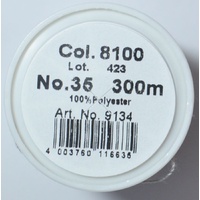 Col. 8100
Lot. 423
No.35 300m
100%Polyester
Art. No. 9134
4 003760 116635